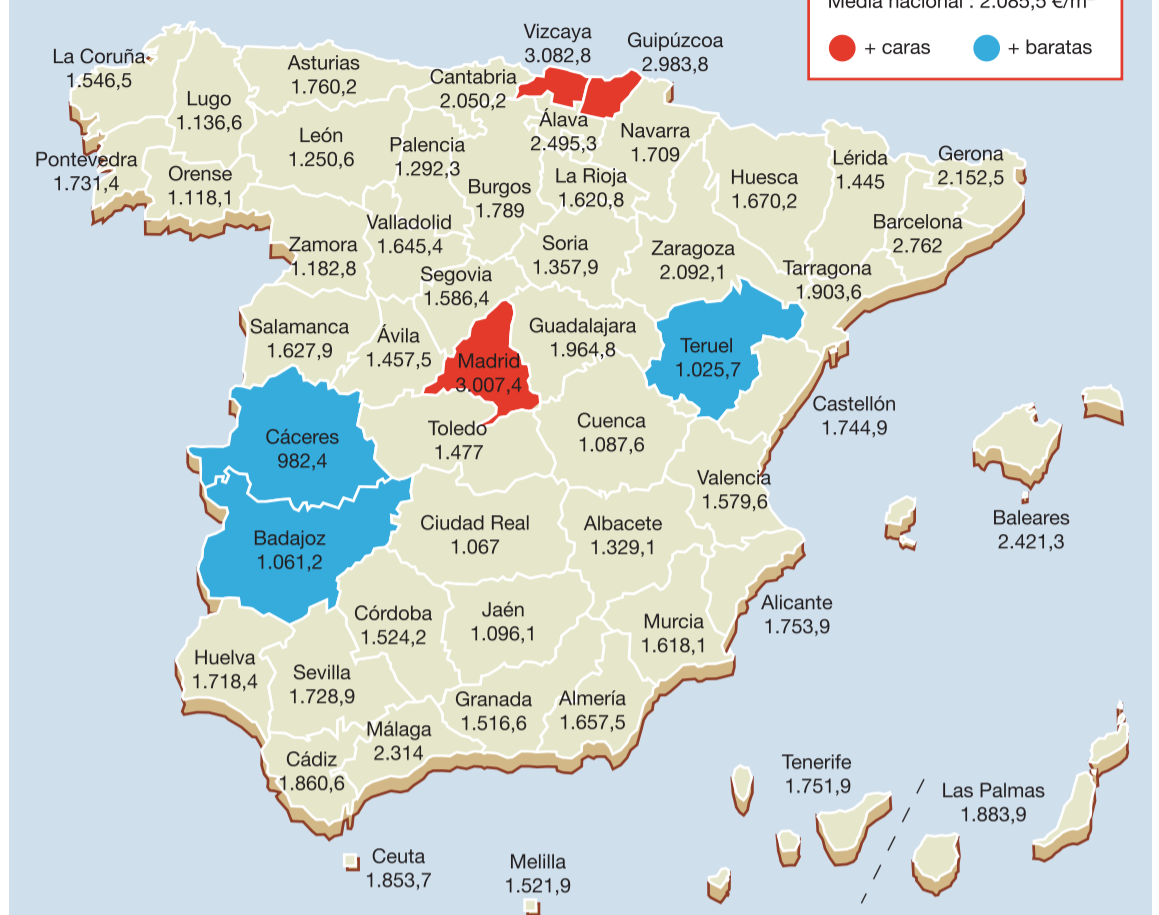 Media nacional : 2.085,5 €/m²
+ caras
+ baratas
Vizcaya
3.082,8
Guipúzcoa
2.983,8
La Coruña
1.546,5
Asturias
1.760,2
Cantabria
2.050,2
Lugo
1.136,6
Álava
2.495,3
Navarra
1.709
León
1.250,6
Palencia
1.292,3
Pontevedra
1.731,4
Orense
1.118,1
Burgos
1.789
La Rioja
1.620,8
Huesca
1.670,2
Lérida
1.445
Gerona
2.152,5
Barcelona
2.762
Valladolid
1.645,4
Zamora
1.182,8
Soria
1.357,9
Zaragoza
2.092,1
Tarragona
1.903,6
Segovia
1.586,4
Salamanca
1.627,9
Ávila
1.457,5
Guadalajara
1.964,8
Madrid
3.007,4
Teruel
1.025,7
Castellón
1.744,9
Cáceres
982,4
Toledo
1.477
Cuenca
1.087,6
Valencia
1.579,6
Baleares
2.421,3
Badajoz
1.061,2
Ciudad Real
1.067
Albacete
1.329,1
Alicante
1.753,9
Córdoba
1.524,2
Jaén
1.096,1
Murcia
1.618,1
Huelva
1.718,4
Sevilla
1.728,9
Granada
1.516,6
Almería
1.657,5
Málaga
2.314
Cádiz
1.860,6
Tenerife
1.751,9
Las Palmas
1.883,9
Ceuta
1.853,7
Melilla
1.521,9